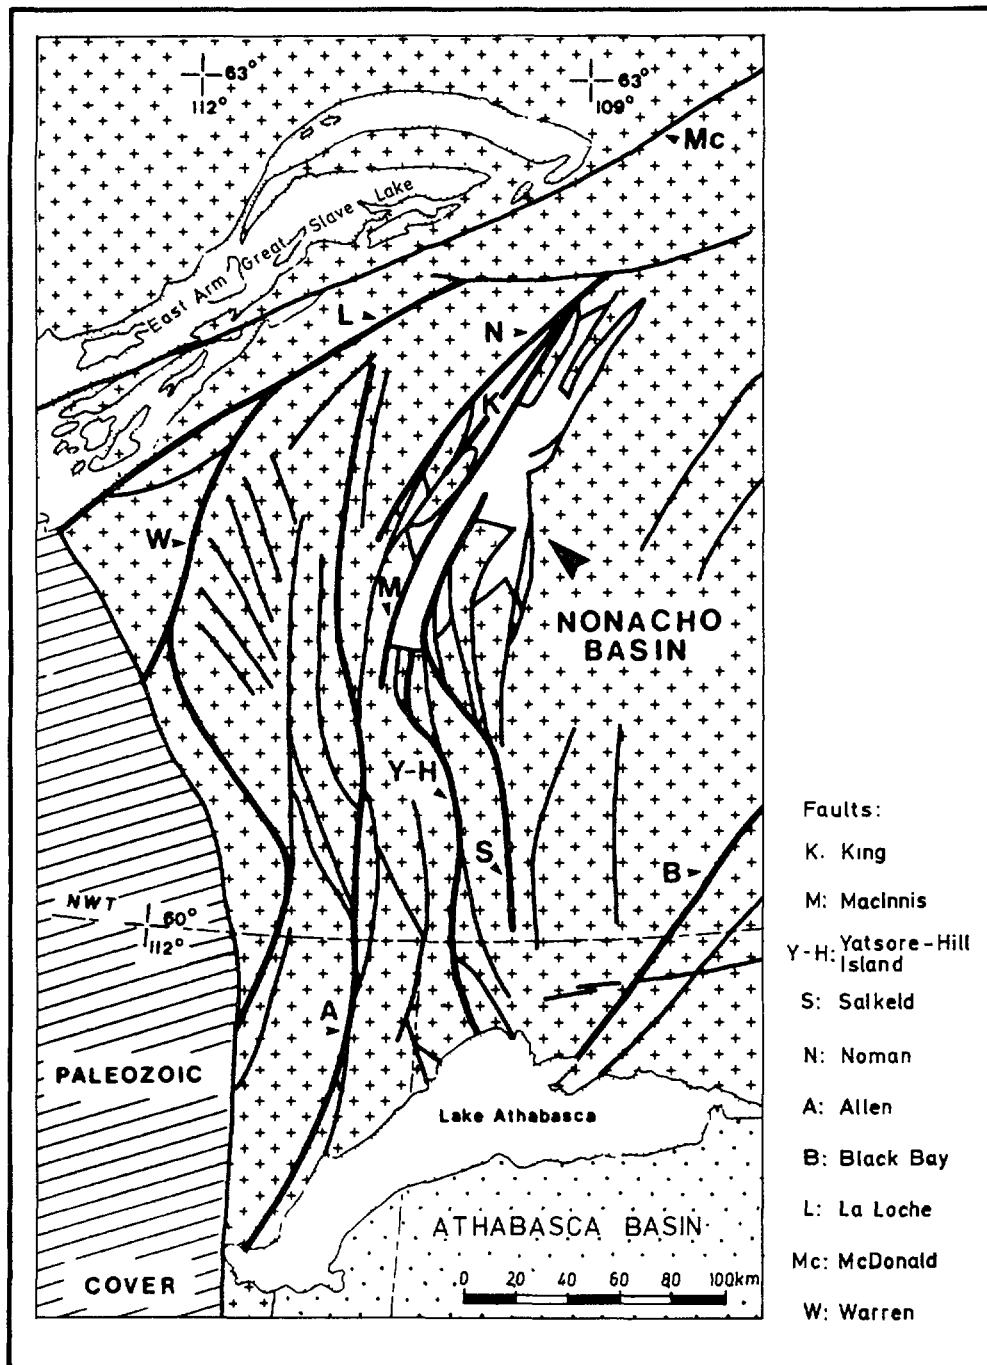 63°
112°
63°
109°
Mc
East Arm Great Slave Lake
L
N
K
W
M
NONACHO
BASIN
Y-H
S
B
NWT
60°
112°
A
PALEOZOIC
COVER
Lake Athabasca
ATHABASCA BASIN
0 20 40 60 80 100km
Faults:
K. King
M: MacInnis
Y-H: Yatsore-Hill
Island
S: Salkeld
N: Noman
A: Allen
B: Black Bay
L: La Loche
Mc: McDonald
W: Warren